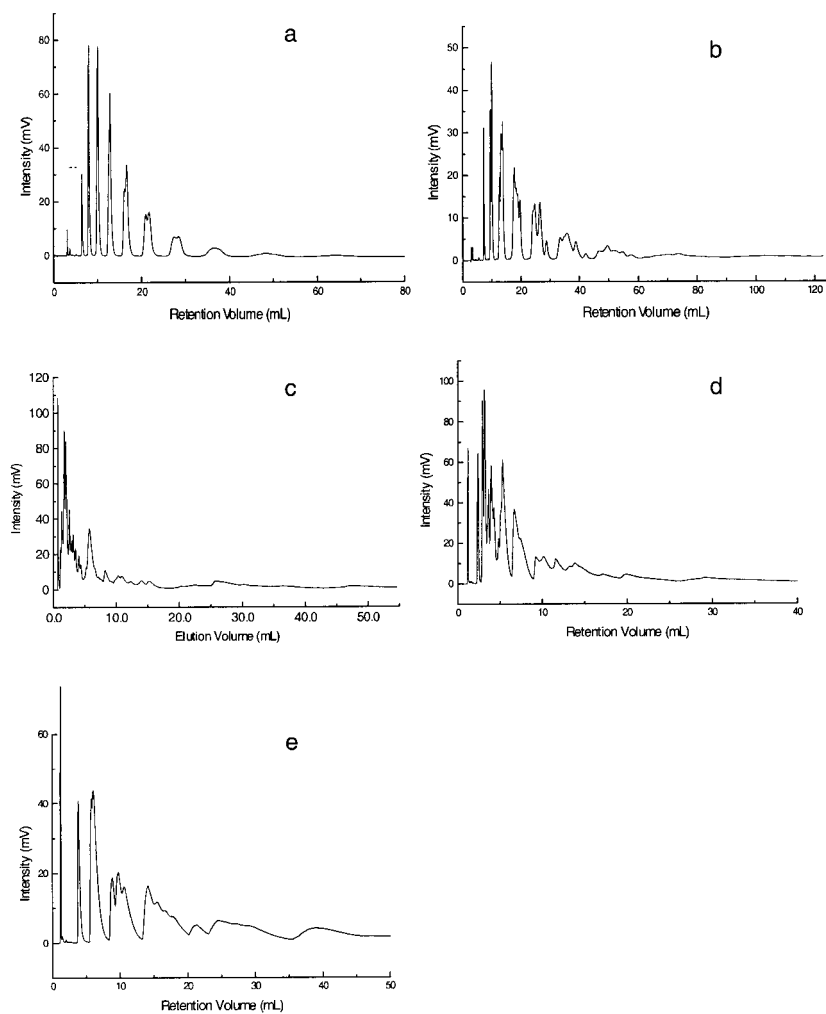 a
80
60
40
20
0
Intensity (mV)
0 20 40 60 80
Retention Volume (mL)
b
50
40
30
20
10
0
Intensity (mV)
0 20 40 60 80 100 120
Retention Volume (mL)
c
120
100
80
60
40
20
0
Intensity (mV)
0.0 10.0 20.0 30.0 40.0 50.0
Elution Volume (mL)
d
100
80
60
40
20
0
Intensity (mV)
0 10 20 30 40
Retention Volume (mL)
e
60
40
20
0
Intensity (mV)
0 10 20 30 40 50
Retention Volume (mL)